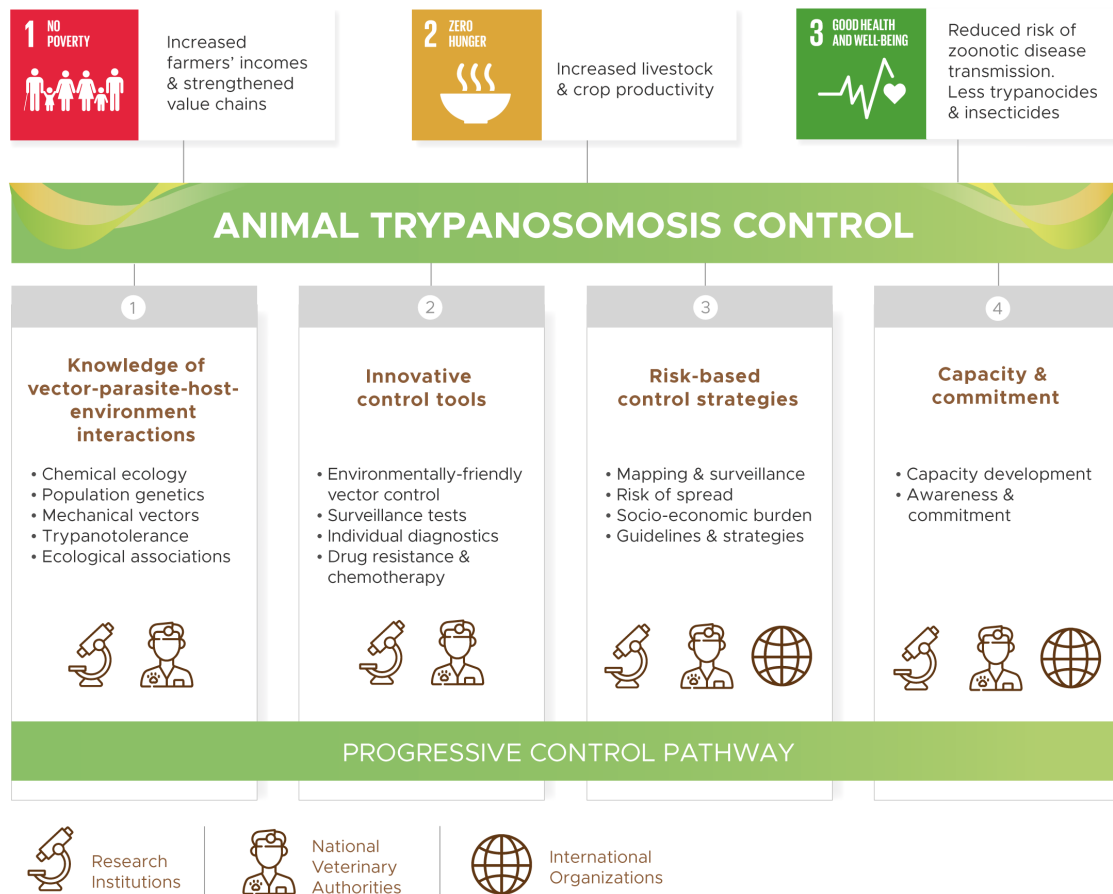 1 NO
POVERTY
Increased
farmers’ incomes
& strengthened
value chains
2 ZERO
HUNGER
Increased livestock
& crop productivity
3 GOOD HEALTH
AND WELL-BEING
Reduced risk of
zoonotic disease
transmission.
Less trypanocides
& insecticides
ANIMAL TRYPANOSOMOSIS CONTROL
1
Knowledge of
vector-parasite-host-
environment
interactions
• Chemical ecology
• Population genetics
• Mechanical vectors
• Trypanotolerance
• Ecological associations
2
Innovative
control tools
• Environmentally-friendly
vector control
• Surveillance tests
• Individual diagnostics
• Drug resistance &
chemotherapy
3
Risk-based
control strategies
• Mapping & surveillance
• Risk of spread
• Socio-economic burden
• Guidelines & strategies
4
Capacity &
commitment
• Capacity development
• Awareness &
commitment
PROGRESSIVE CONTROL PATHWAY
Research
Institutions
National
Veterinary
Authorities
International
Organizations